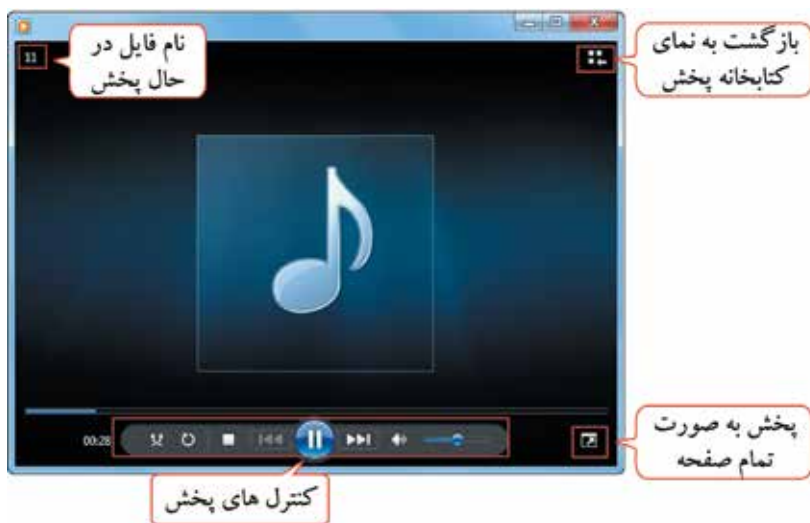 نام فایل در
حال پخش
بازگشت به نمای
کتابخانه پخش
11
00:28
پخش به صورت
تمام صفحه
کنترل های پخش